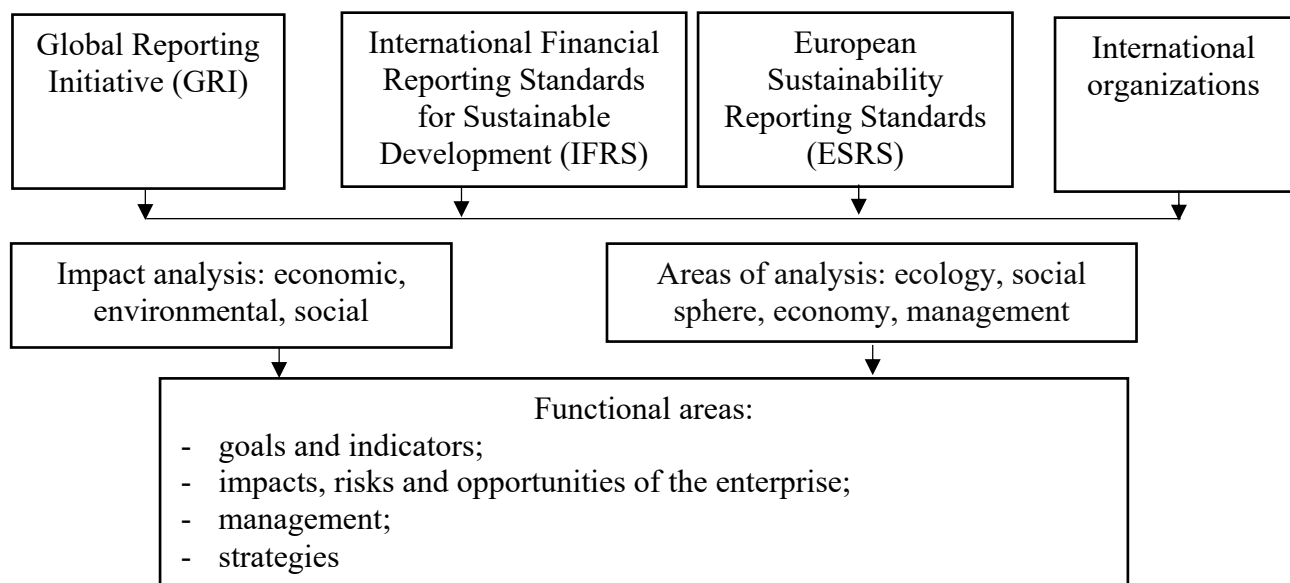 Global Reporting
Initiative (GRI)
International Financial
Reporting Standards
for Sustainable
Development (IFRS)
European
Sustainability
Reporting Standards
(ESRS)
International
organizations
Impact analysis: economic,
environmental, social
Areas of analysis: ecology, social
sphere, economy, management
Functional areas:
- goals and indicators;
- impacts, risks and opportunities of the enterprise;
- management;
- strategies